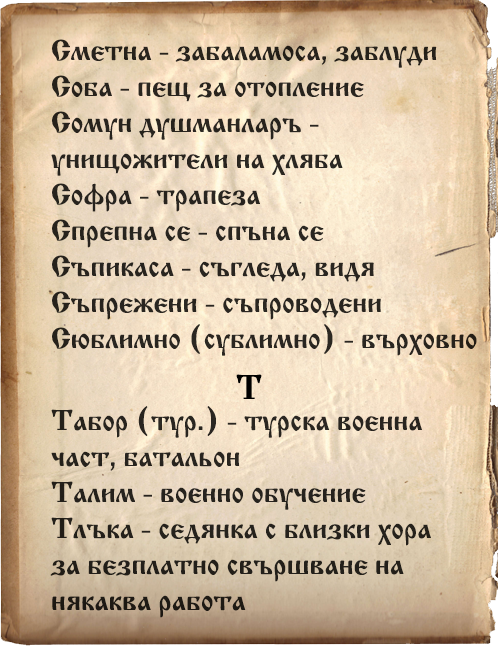 Сметна - забаламоса, заблуди
Соба - пещ за отопление
Сомун душманларъ -
унищожители на хляба
Софра - трапеза
Спрепна се - спъна се
Съпикаса - съгледа, видя
Съпрежени - съпроводени
Сюблимно (сублимно) - върховно
Т
Табор (тур.) - турска военна
част, батальон
Талим - военно обучение
Тлъка - седянка с близки хора
за безплатно свършване на
някаква работа